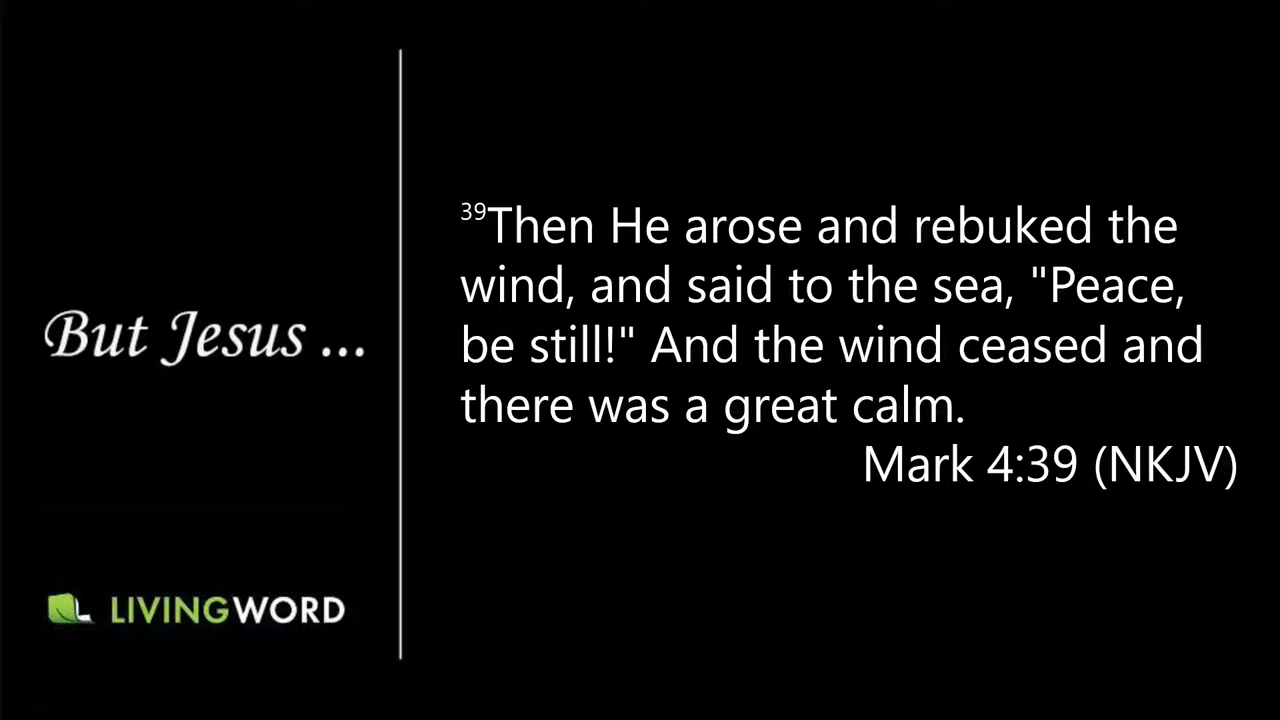 But Jesus ...
LIVINGWORD
39Then He arose and rebuked the
wind, and said to the sea, "Peace,
be still!" And the wind ceased and
there was a great calm.
Mark 4:39 (NKJV)